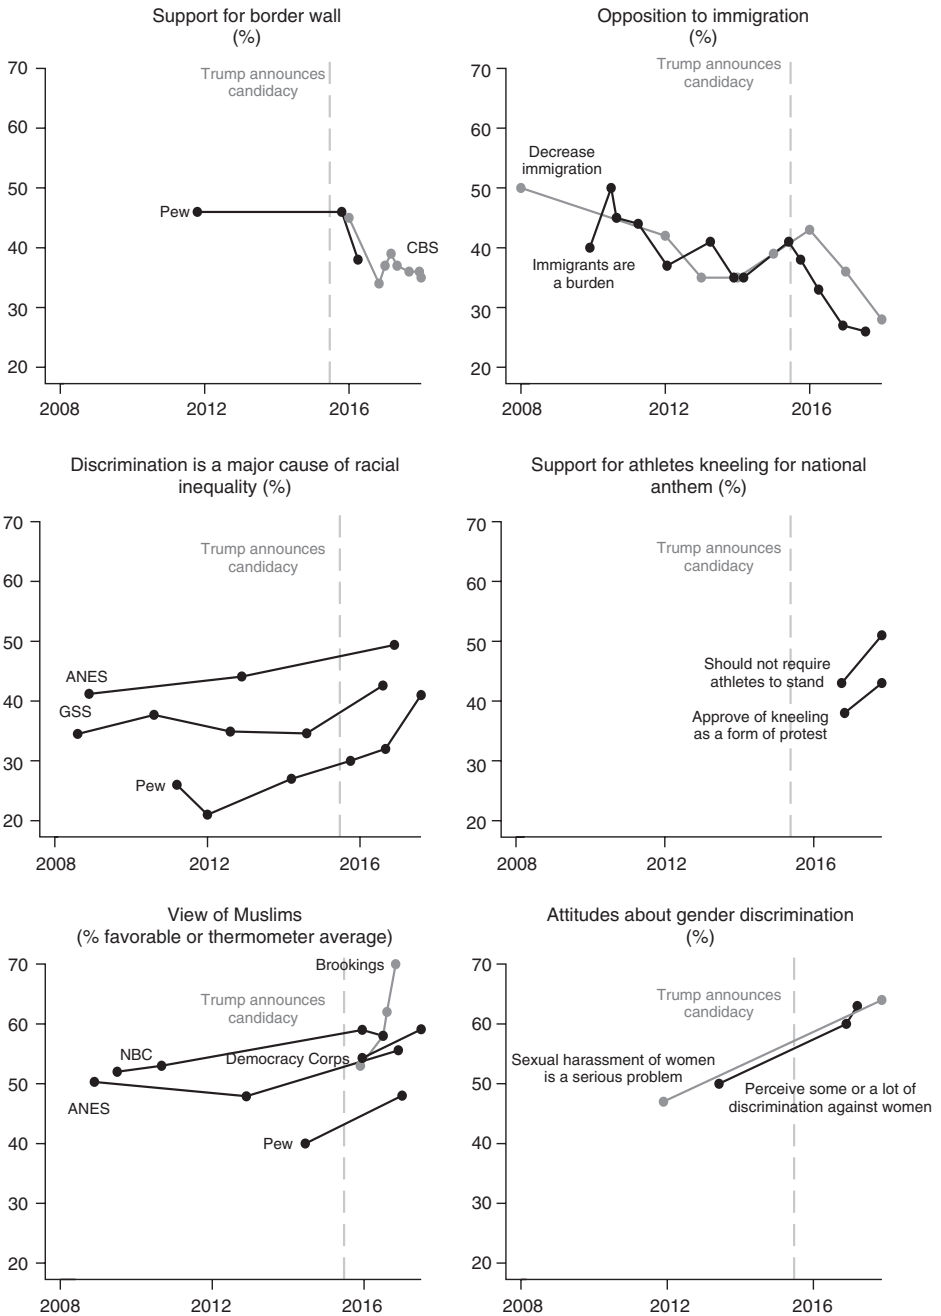 Support for border wall
(%)
70
60
50
40
30
20
Trump announces
candidacy
Pew
CBS
2008
2012
2016
Opposition to immigration
(%)
70
60
50
40
30
20
Trump announces
candidacy
Decrease
immigration
Immigrants are
a burden
2008
2012
2016
Discrimination is a major cause of racial
inequality (%)
70
60
50
40
30
20
Trump announces
candidacy
ANES
GSS
Pew
2008
2012
2016
Support for athletes kneeling for national
anthem (%)
70
60
50
40
30
20
Trump announces
candidacy
Should not require
athletes to stand
Approve of kneeling
as a form of protest
2008
2012
2016
View of Muslims
(% favorable or thermometer average)
70
60
50
40
30
20
Brookings
Trump announces
candidacy
NBC
Democracy Corps
ANES
Pew
2008
2012
2016
Attitudes about gender discrimination
(%)
70
60
50
40
30
20
Trump announces
candidacy
Sexual harassment of women
is a serious problem
Perceive some or a lot of
discrimination against women
2008
2012
2016